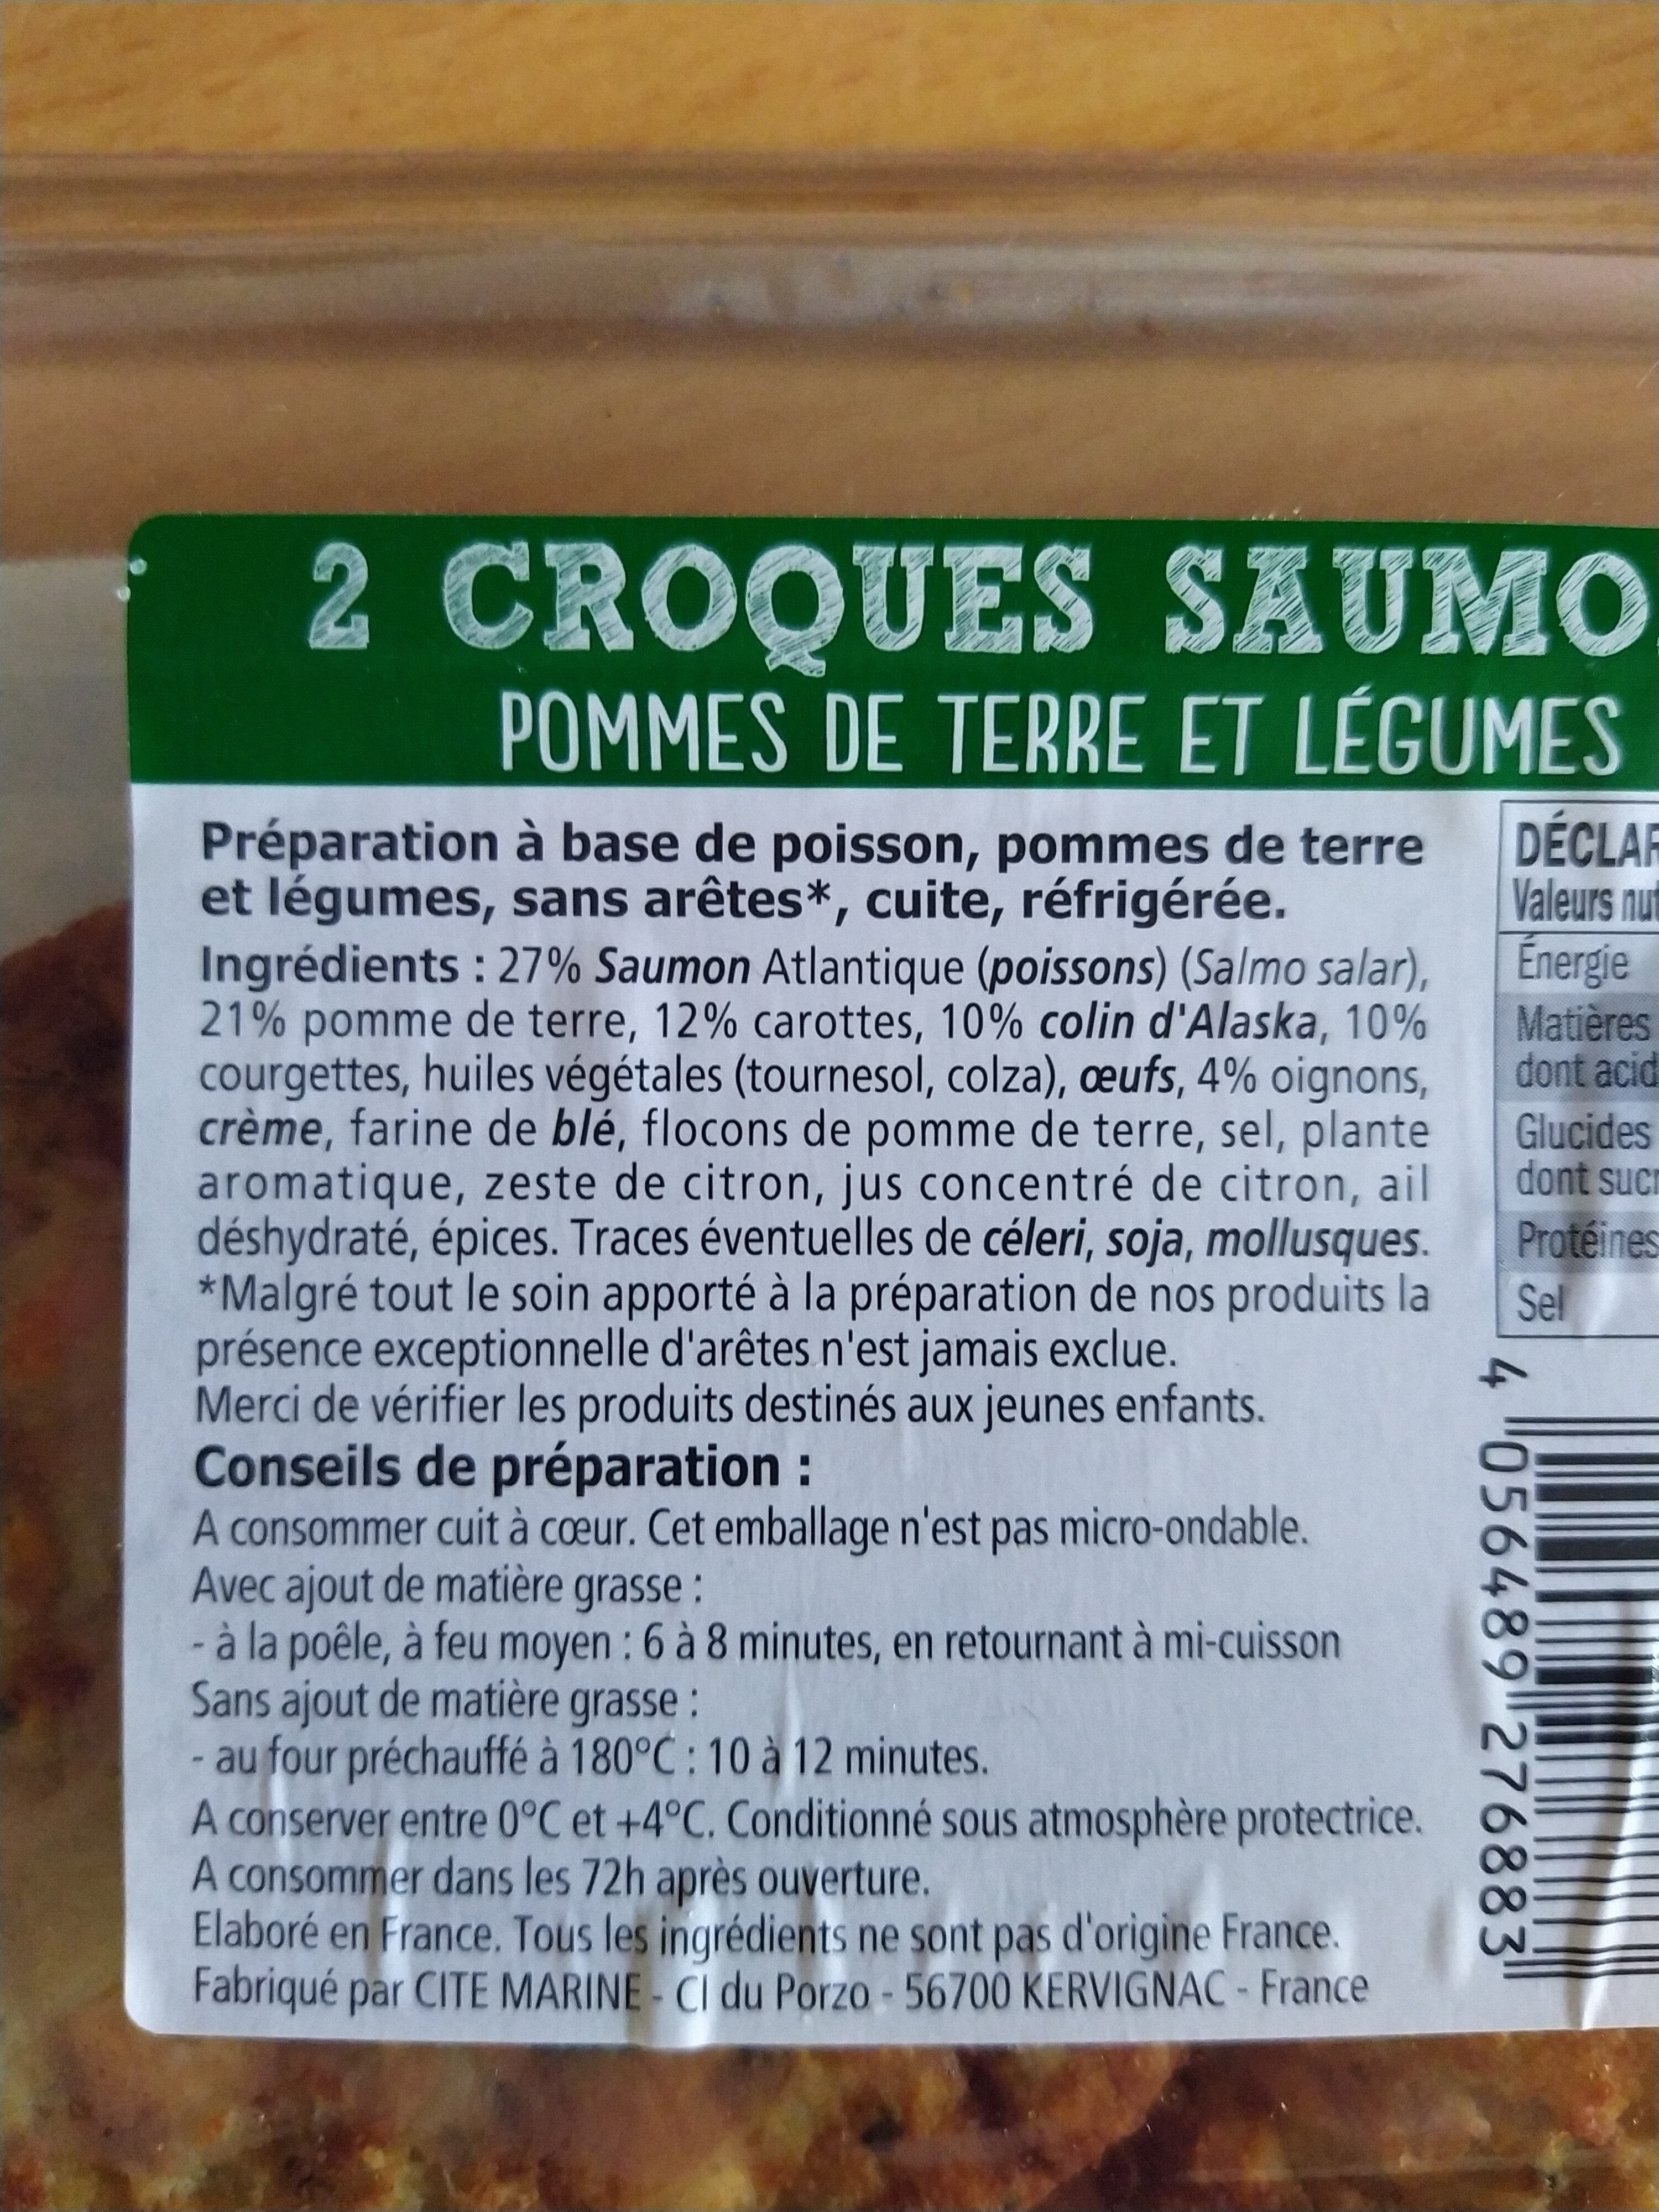 2 CROQUES
POMMES DE TERRE ET LÉGUMES
Préparation à base de poisson, pommes de terre
et légumes, sans arêtes*, cuite, réfrigérée.
Ingrédients : 27% Saumon Atlantique (poissons) (Salmo salar),
21% pomme de terre, 12% carottes, 10% colin d'Alaska, 10%
courgettes, huiles végétales (tournesol, colza), œufs, 4% oignons,
crème, farine de blé, flocons de pomme de terre, sel, plante
aromatique, zeste de citron, jus concentré de citron, ail
déshydraté, épices. Traces éventuelles de céleri, soja, mollusques.
*Malgré tout le soin apporté à la préparation de nos produits la
présence exceptionnelle d'arêtes n'est jamais exclue.
Merci de vérifier les produits destinés aux jeunes enfants.
Conseils de préparation :
A consommer cuit à cœur. Cet emballage n'est pas micro-ondable.
Avec ajout de matière grasse :
- à la poêle, à feu moyen : 6 à 8 minutes, en retournant à mi-cuisson
Sans ajout de matière grasse :
- au four préchauffé à 180°C : 10 à 12 minutes.
A conserver entre 0°C et +4°C. Conditionné sous atmosphère protectrice.
A consommer dans les 72h après ouverture.
Elaboré en France. Tous les ingrédients ne sont pas d'origine France.
Fabriqué par CITE MARINE - CI du Porzo - 56700 KERVIGNAC - France
Valeurs
Énergie
Matières
dont
Glucides
dont
Protéines
Sel
4 056489 276883